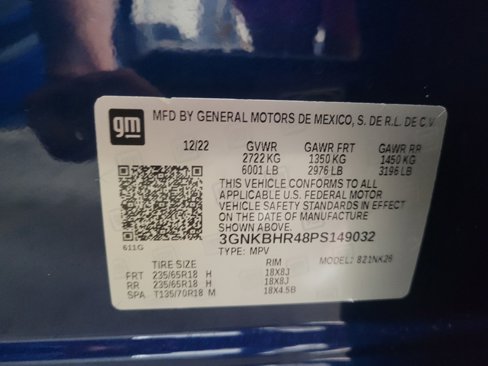 gm
MFD BY GENERAL MOTORS DE MEXICO, S. DE R.L. DE C.V.
12/22 GVWR GAWR FRT GAWR RR
2722 KG 1350 KG 1450 KG
6001 LB 2976 LB 3196 LB
THIS VEHICLE CONFORMS TO ALL
APPLICABLE U.S. FEDERAL MOTOR
VEHICLE SAFETY STANDARDS IN EFFECT
ON THE DATE OF MANUFACTURE
SHOWN ABOVE.
3GNKBHR48PS149032
611G TYPE: MPV MODEL: 821NK26
TIRE SIZE RIM
FRT 235/65R18 H 18X8J
RR 235/65R18 H 18X8J
SPA T135/70R18 M 18X4.5B